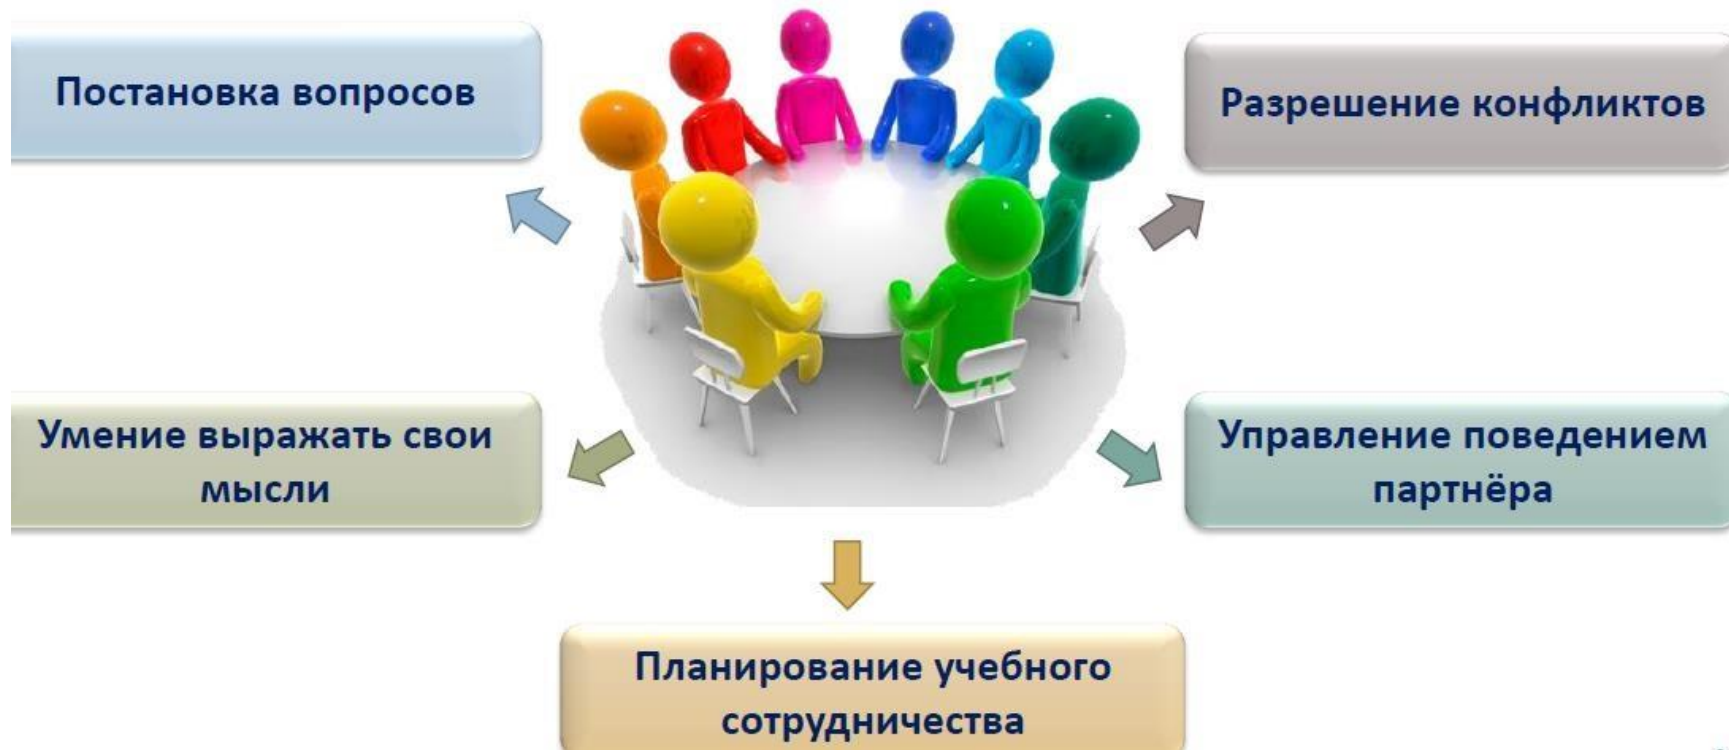 Постановка вопросов
Разрешение конфликтов
Умение выражать свои
мысли
Управление поведением
партнёра
Планирование учебного
сотрудничества